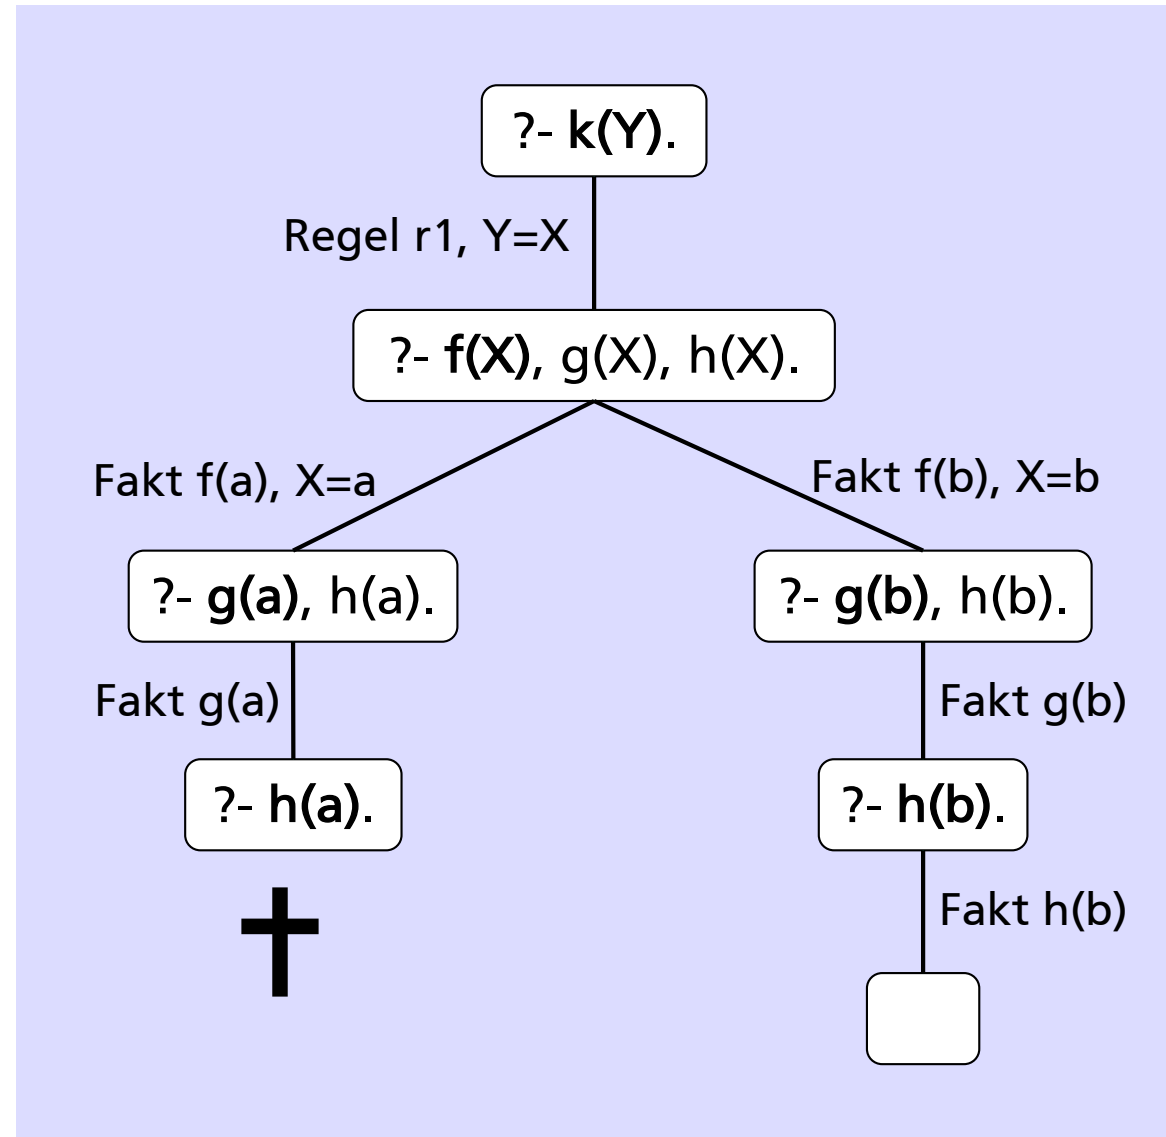 ?- k(Y).
Regel r1, Y=X
?- f(X), g(X), h(X).
Fakt f(a), X=a
Fakt f(b), X=b
?- g(a), h(a).
?- g(b), h(b).
Fakt g(a)
Fakt g(b)
?- h(a).
?- h(b).
Fakt h(b)